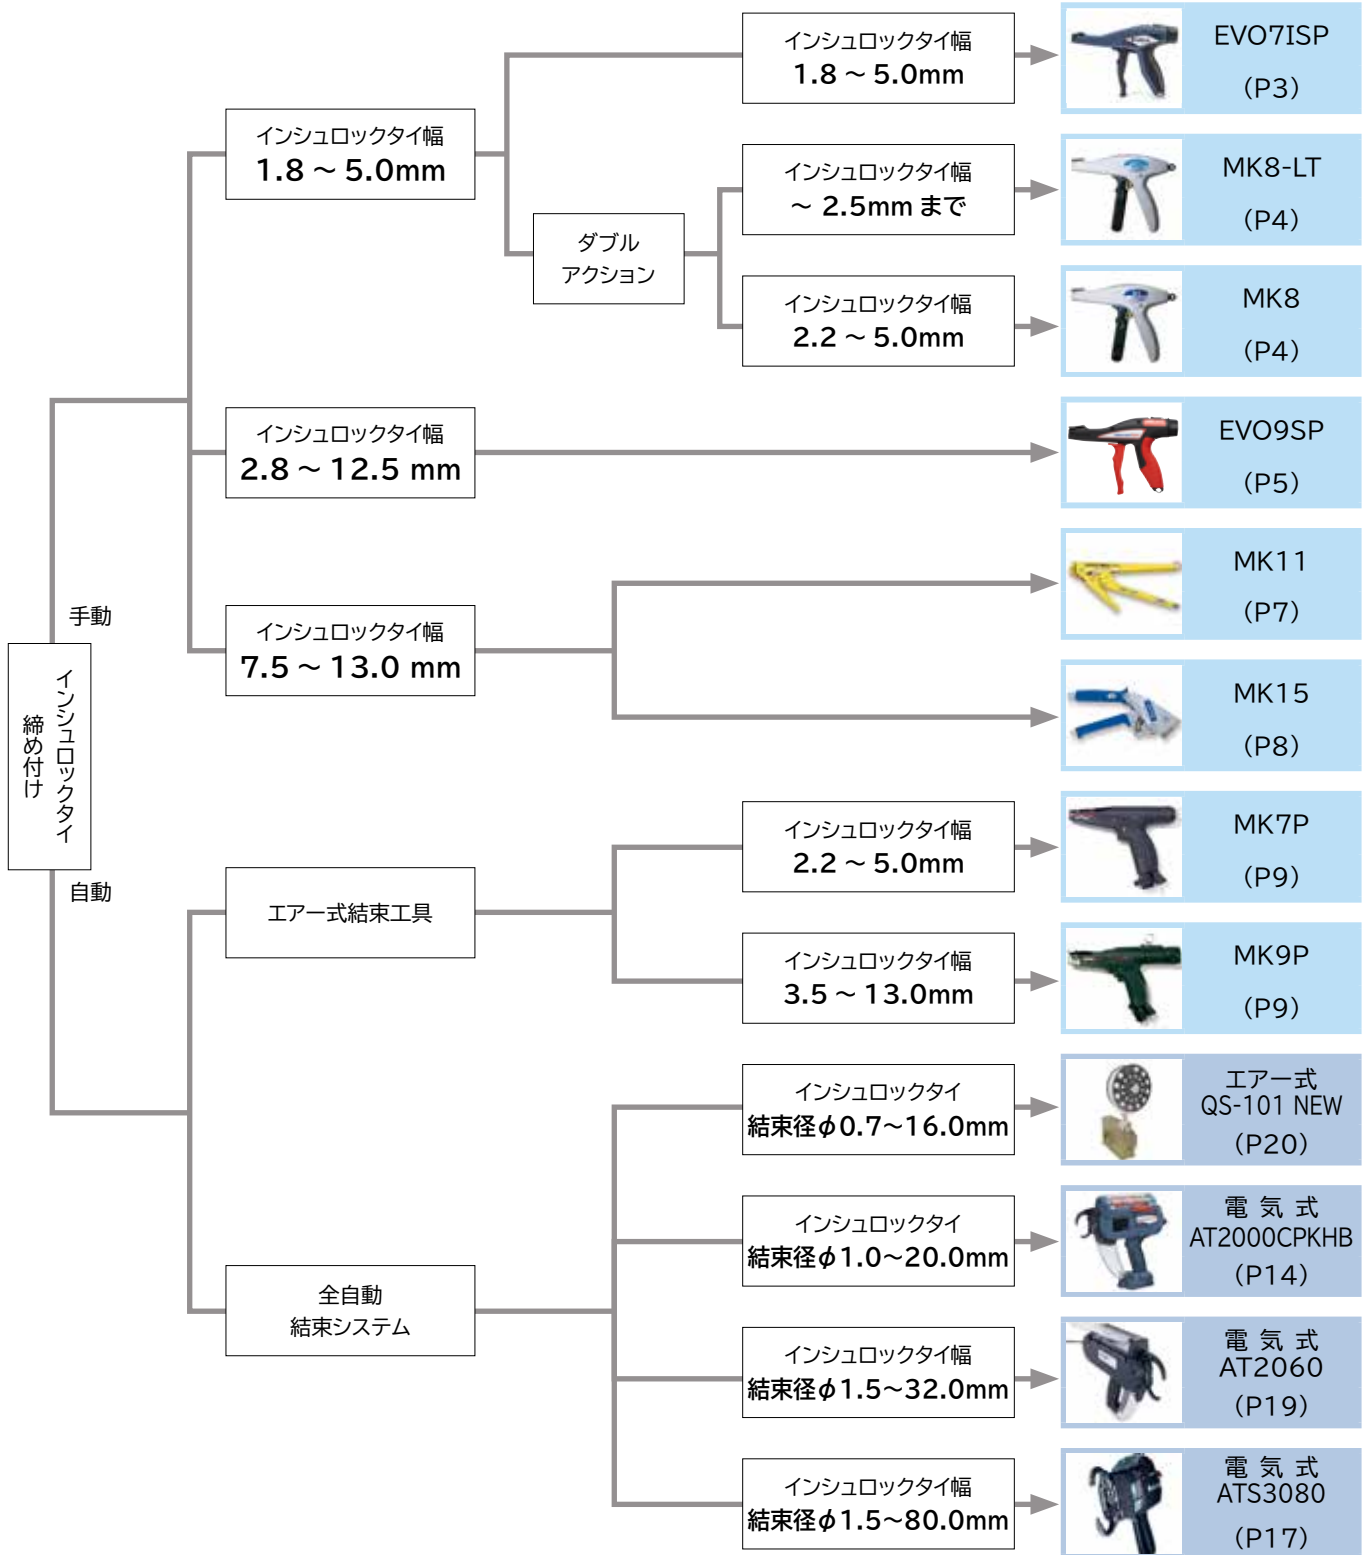 インシュロックタイ
締め付け
手動
自動
インシュロックタイ幅
1.8 ～ 5.0mm
インシュロックタイ幅
1.8 ～ 5.0mm
EVO7ISP
(P3)
ダブル
アクション
インシュロックタイ幅
～ 2.5mm まで
MK8-LT
(P4)
インシュロックタイ幅
2.2 ～ 5.0mm
MK8
(P4)
インシュロックタイ幅
2.8 ～ 12.5 mm
EVO9SP
(P5)
インシュロックタイ幅
7.5 ～ 13.0 mm
MK11
(P7)
MK15
(P8)
エアー式結束工具
インシュロックタイ幅
2.2 ～ 5.0mm
MK7P
(P9)
インシュロックタイ幅
3.5 ～ 13.0mm
MK9P
(P9)
全自動
結束システム
インシュロックタイ
結束径φ0.7～16.0mm
エアー式
QS-101 NEW
(P20)
インシュロックタイ
結束径φ1.0～20.0mm
電 気 式
AT2000CPKHB
(P14)
インシュロックタイ幅
結束径φ1.5～32.0mm
電 気 式
AT2060
(P19)
インシュロックタイ幅
結束径φ1.5～80.0mm
電 気 式
ATS3080
(P17)